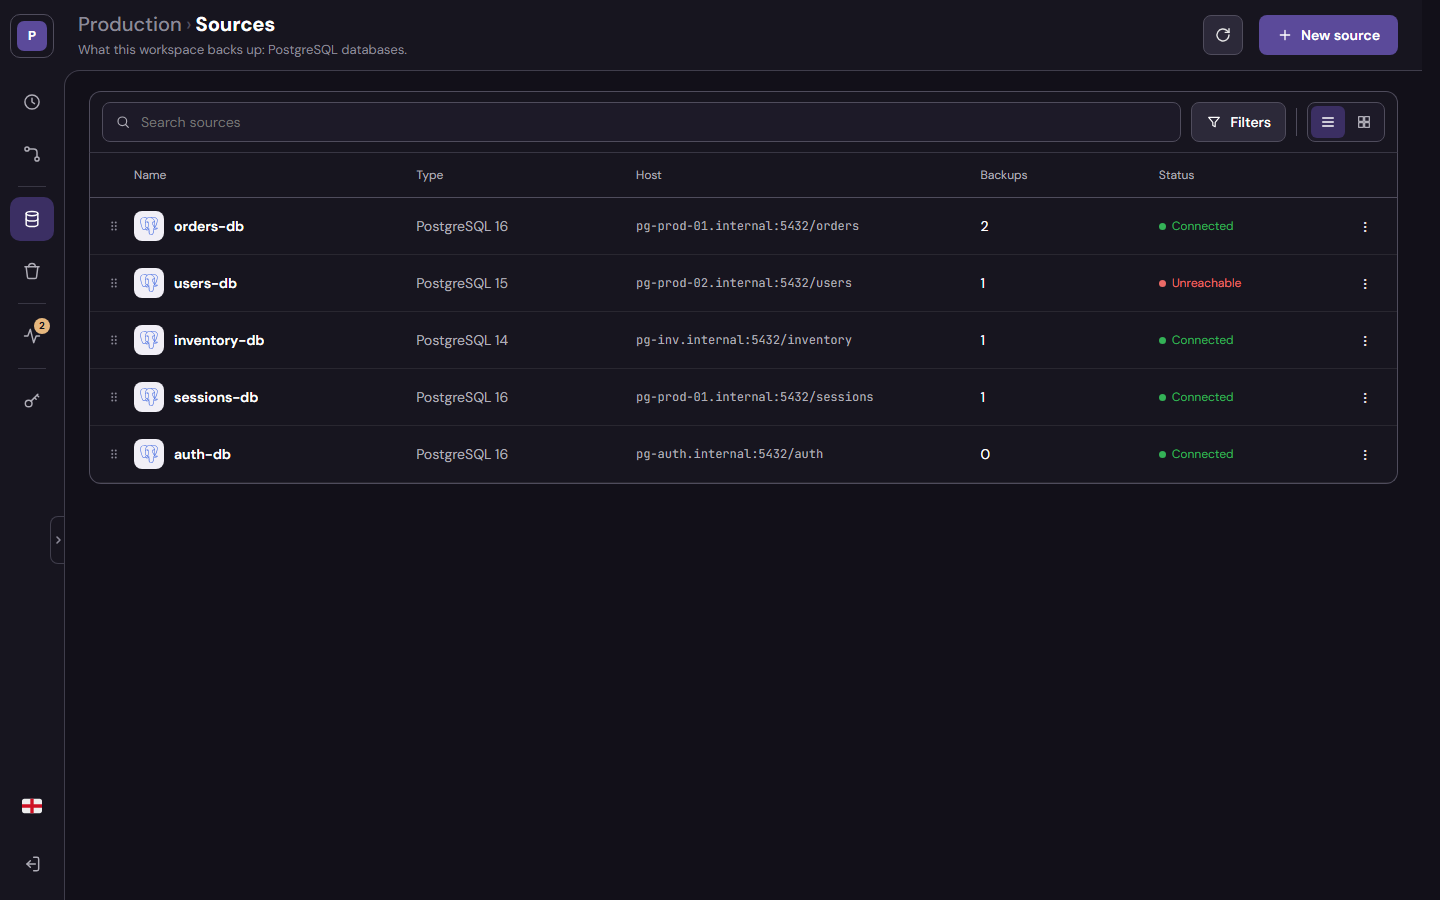 P
Production › Sources
What this workspace backs up: PostgreSQL databases.
New source
Search sources
Filters
Name Type Host Backups Status
orders-db PostgreSQL 16 pg-prod-01.internal:5432/orders 2 Connected
users-db PostgreSQL 15 pg-prod-02.internal:5432/users 1 Unreachable
inventory-db PostgreSQL 14 pg-inv.internal:5432/inventory 1 Connected
sessions-db PostgreSQL 16 pg-prod-01.internal:5432/sessions 1 Connected
auth-db PostgreSQL 16 pg-auth.internal:5432/auth 0 Connected
2